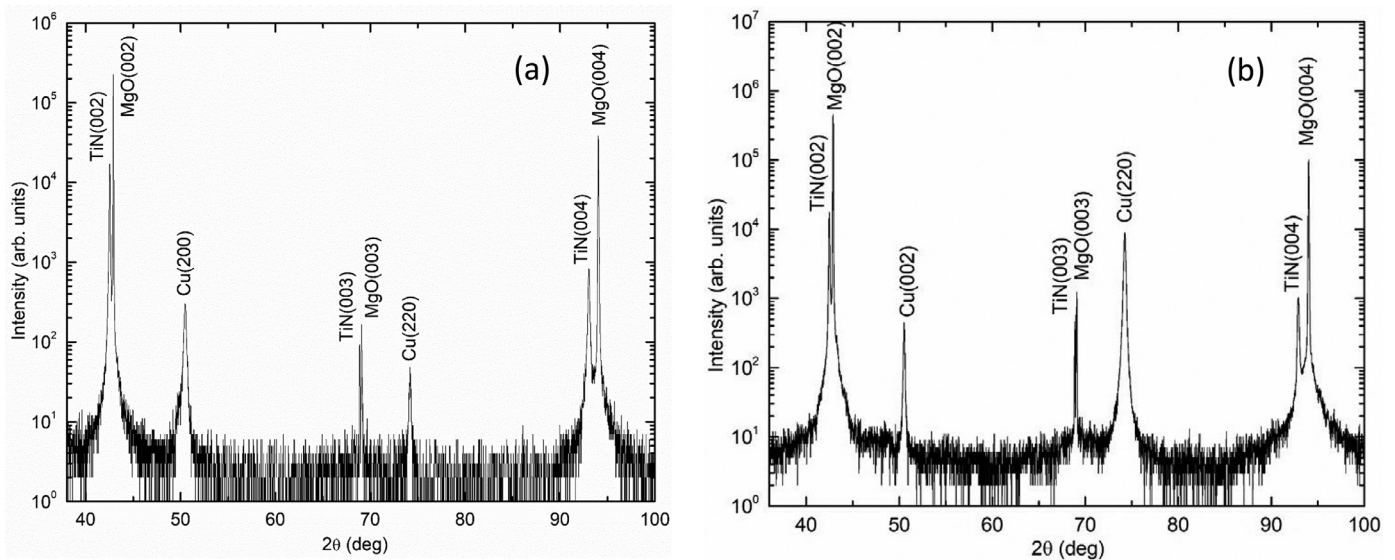 (a)
10^6
10^5
10^4
10^3
10^2
10^1
10^0
Intensity (arb. units)
TiN(002)
MgO(002)
Cu(200)
TiN(003)
MgO(003)
Cu(220)
TiN(004)
MgO(004)
40 50 60 70 80 90 100
2θ (deg)
(b)
10^7
10^6
10^5
10^4
10^3
10^2
10^1
10^0
Intensity (arb. units)
TiN(002)
MgO(002)
Cu(002)
TiN(003)
MgO(003)
Cu(220)
TiN(004)
MgO(004)
40 50 60 70 80 90 100
2θ (deg)